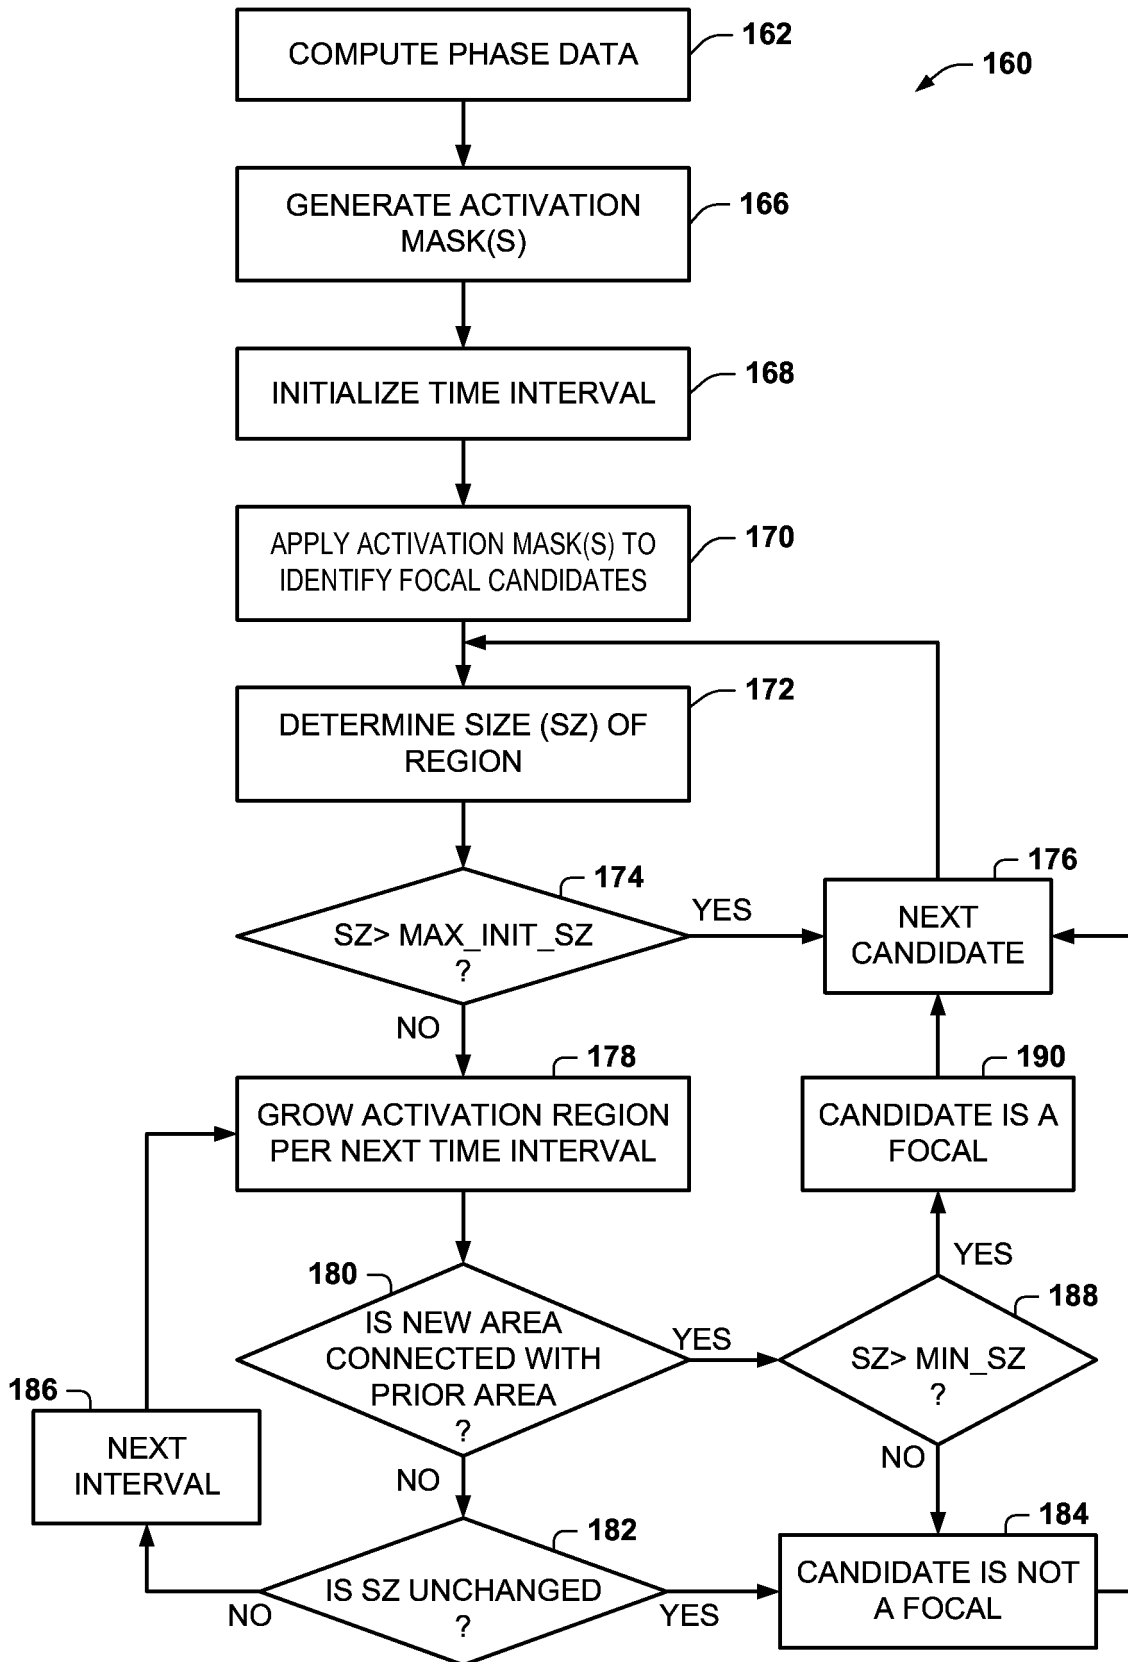 COMPUTE PHASE DATA
162
160
GENERATE ACTIVATION
MASK(S)
166
INITIALIZE TIME INTERVAL
168
APPLY ACTIVATION MASK(S) TO
IDENTIFY FOCAL CANDIDATES
170
DETERMINE SIZE (SZ) OF
REGION
172
SZ> MAX_INIT_SZ
?
174
YES
NO
NEXT
CANDIDATE
176
GROW ACTIVATION REGION
PER NEXT TIME INTERVAL
178
CANDIDATE IS A
FOCAL
190
IS NEW AREA
CONNECTED WITH
PRIOR AREA
?
180
YES
NO
SZ> MIN_SZ
?
188
YES
NO
NEXT
INTERVAL
186
IS SZ UNCHANGED
?
182
NO
YES
CANDIDATE IS NOT
A FOCAL
184